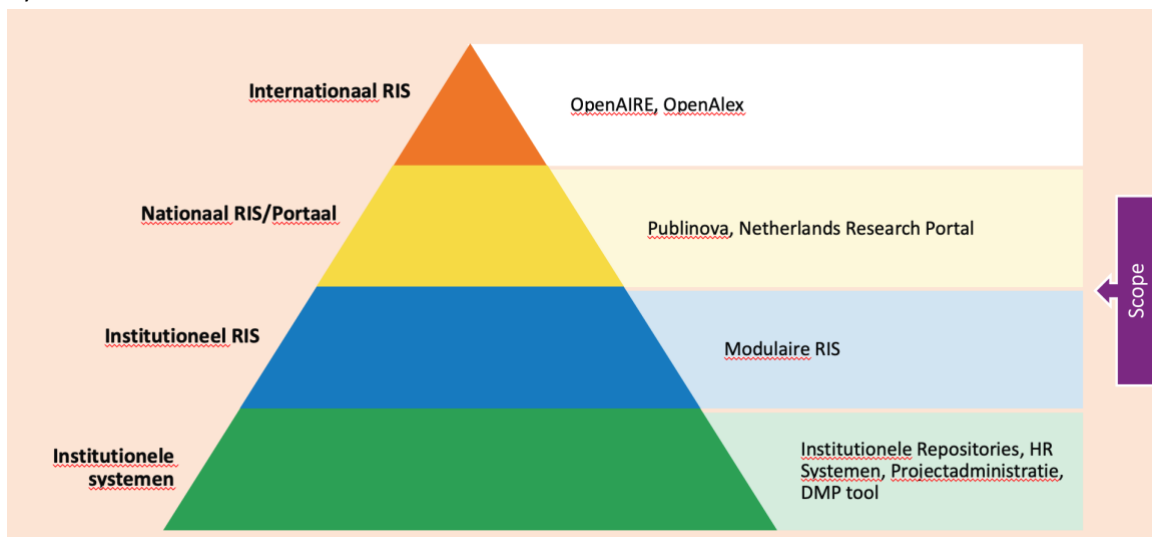 Internationaal RIS
OpenAIRE, OpenAlex
Nationaal RIS/Portaal
Publinova, Netherlands Research Portal
Institutioneel RIS
Modulaire RIS
Institutionele
systemen
Institutionele Repositories, HR
Systemen, Projectadministratie,
DMP tool
Scope